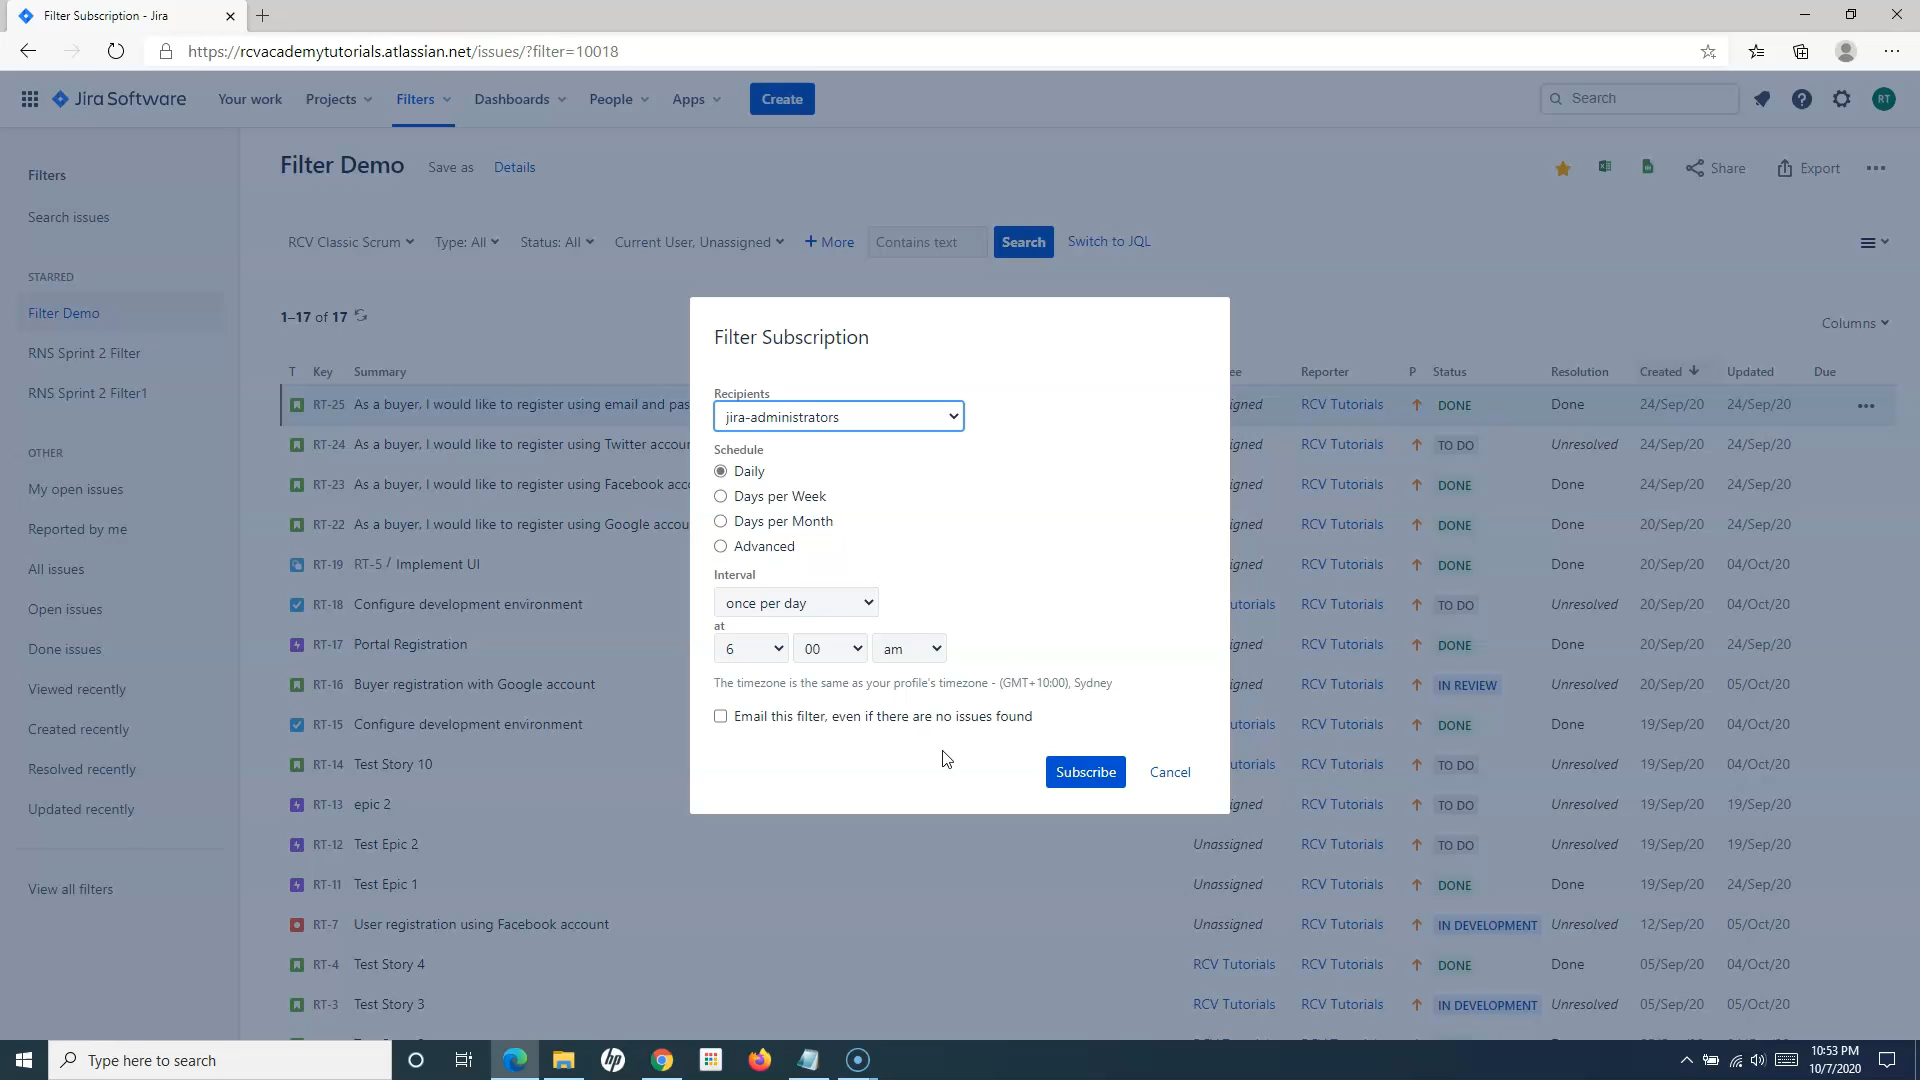 Filter Subscription - Jira
https://rcvacademytutorials.atlassian.net/issues/?filter=10018
Jira Software
Your work
Projects
Filters
Dashboards
People
Apps
Create
Search
RT
Filters
Search issues
STARRED
Filter Demo
RNS Sprint 2 Filter
RNS Sprint 2 Filter1
OTHER
My open issues
Reported by me
All issues
Open issues
Done issues
Viewed recently
Created recently
Resolved recently
Updated recently
View all filters
Filter Demo Save as Details
Share Export
RCV Classic Scrum Type: All Status: All Current User, Unassigned + More Contains text Search Switch to JQL
1–17 of 17
Columns
T Key Summary ee Reporter P Status Resolution Created Updated Due
RT-25 As a buyer, I would like to register using email and pas igned RCV Tutorials DONE Done 24/Sep/20 24/Sep/20
RT-24 As a buyer, I would like to register using Twitter accour igned RCV Tutorials TO DO Unresolved 24/Sep/20 24/Sep/20
RT-23 As a buyer, I would like to register using Facebook acc igned RCV Tutorials DONE Done 24/Sep/20 24/Sep/20
RT-22 As a buyer, I would like to register using Google accou igned RCV Tutorials DONE Done 24/Sep/20 24/Sep/20
RT-19 RT-5 / Implement UI igned RCV Tutorials DONE Done 20/Sep/20 04/Oct/20
RT-18 Configure development environment utorials RCV Tutorials TO DO Unresolved 20/Sep/20 04/Oct/20
RT-17 Portal Registration igned RCV Tutorials DONE Done 20/Sep/20 24/Sep/20
RT-16 Buyer registration with Google account igned RCV Tutorials IN REVIEW Unresolved 20/Sep/20 05/Oct/20
RT-15 Configure development environment utorials RCV Tutorials DONE Done 19/Sep/20 04/Oct/20
RT-14 Test Story 10 utorials RCV Tutorials TO DO Unresolved 19/Sep/20 04/Oct/20
RT-13 epic 2 igned RCV Tutorials TO DO Unresolved 19/Sep/20 19/Sep/20
RT-12 Test Epic 2 Unassigned RCV Tutorials TO DO Unresolved 19/Sep/20 19/Sep/20
RT-11 Test Epic 1 Unassigned RCV Tutorials DONE Done 19/Sep/20 24/Sep/20
RT-7 User registration using Facebook account Unassigned RCV Tutorials IN DEVELOPMENT Unresolved 12/Sep/20 05/Oct/20
RT-4 Test Story 4 RCV Tutorials RCV Tutorials DONE Done 05/Sep/20 04/Oct/20
RT-3 Test Story 3 RCV Tutorials RCV Tutorials IN DEVELOPMENT Unresolved 05/Sep/20 05/Oct/20
Filter Subscription
Recipients
jira-administrators
Schedule
Daily
Days per Week
Days per Month
Advanced
Interval
once per day
at
6 00 am
The timezone is the same as your profile's timezone - (GMT+10:00), Sydney
Email this filter, even if there are no issues found
Subscribe Cancel
Type here to search
hp
10:53 PM
10/7/2020